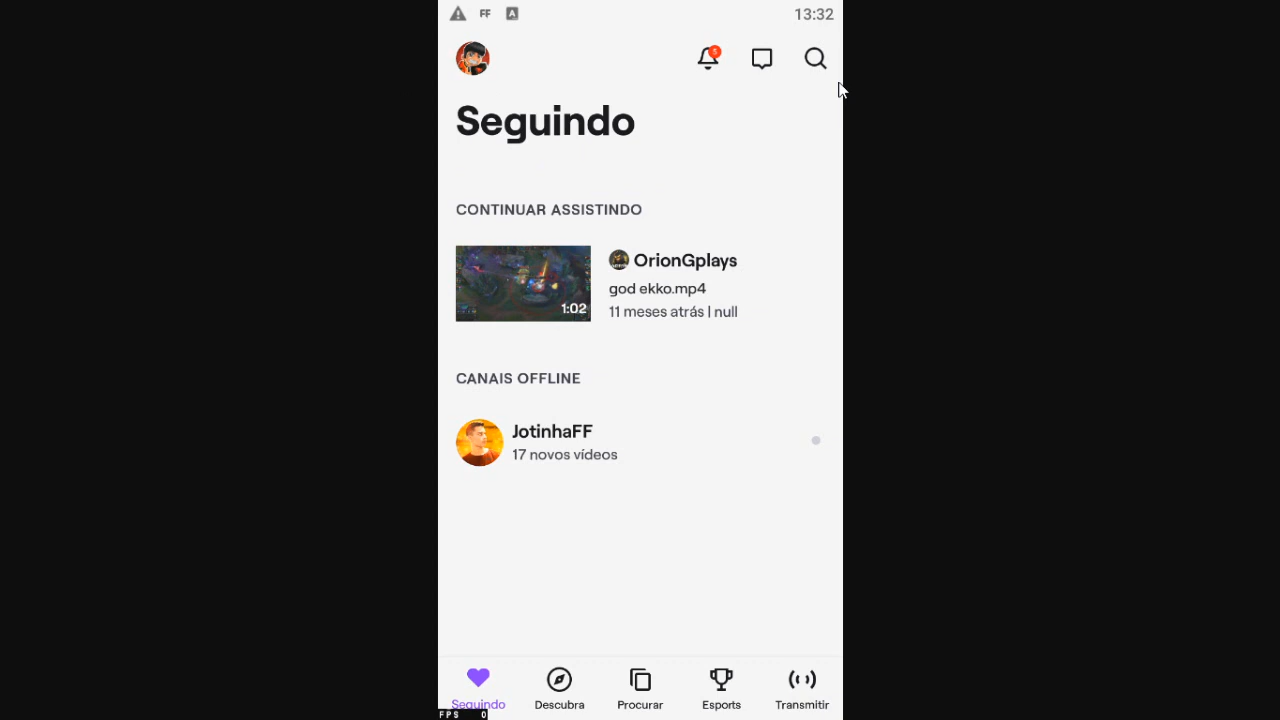 FF A 13:32
Seguindo
CONTINUAR ASSISTINDO
1:02
OrionGplays
god ekko.mp4
11 meses atrás | null
CANAIS OFFLINE
JotinhaFF
17 novos vídeos
Seguindo Descubra Procurar Esports Transmitir
FPS 0